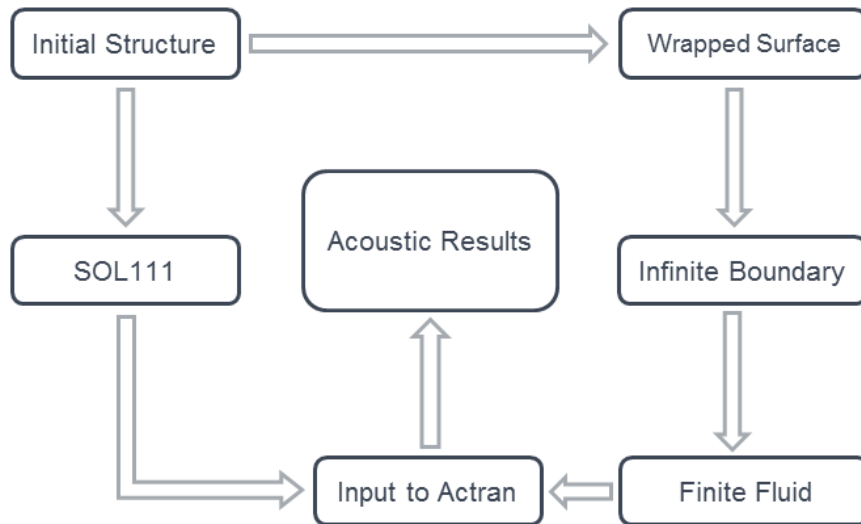 Initial Structure
Wrapped Surface
Acoustic Results
SOL111
Infinite Boundary
Input to Actran
Finite Fluid